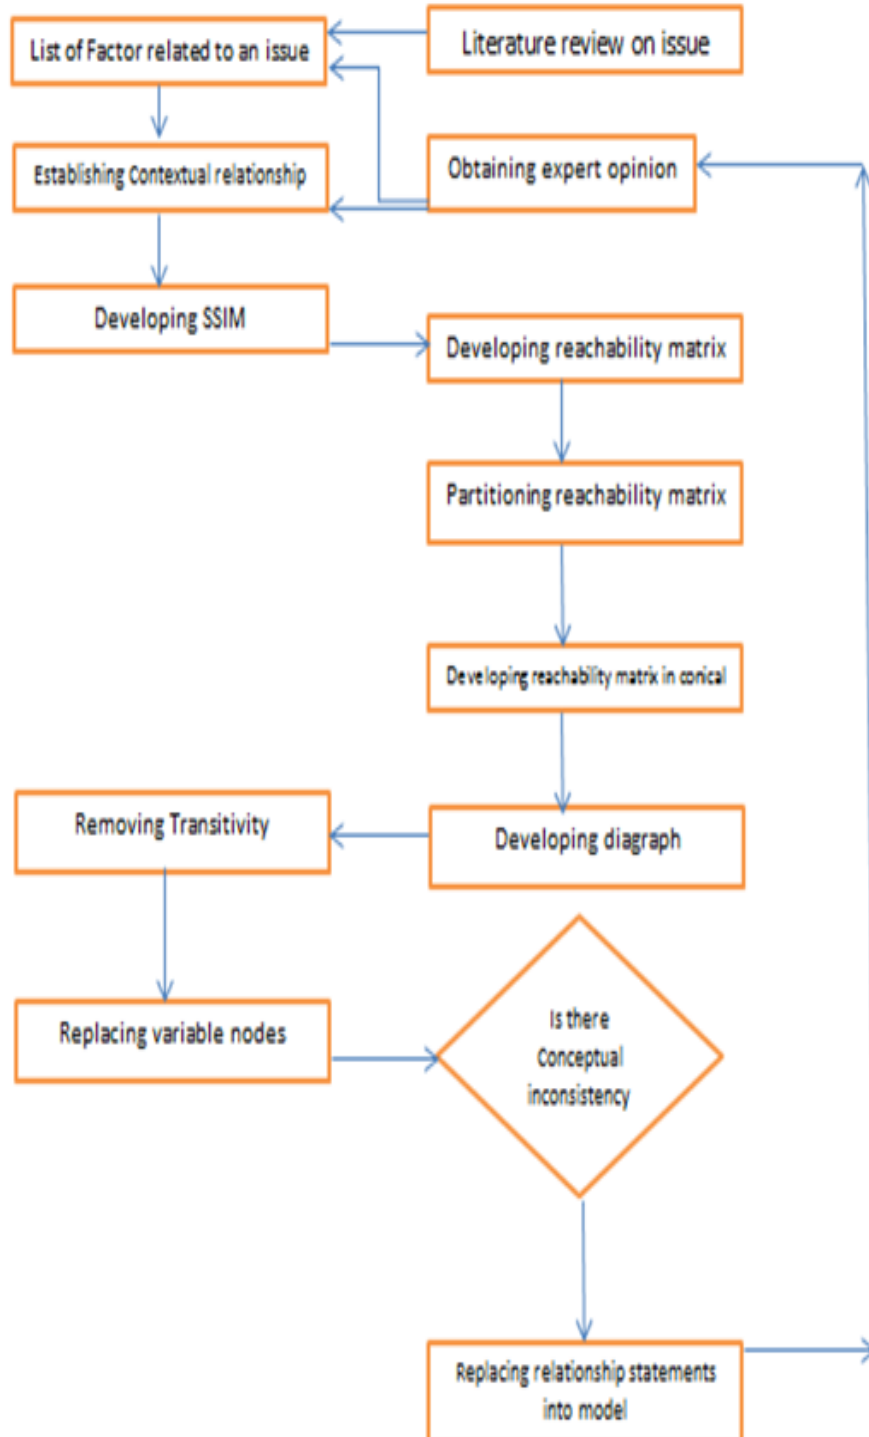 List of Factor related to an issue
Literature review on issue
Establishing Contextual relationship
Obtaining expert opinion
Developing SSIM
Developing reachability matrix
Partitioning reachability matrix
Developing reachability matrix in conical
Removing Transitivity
Developing diagraph
Replacing variable nodes
Is there
Conceptual
inconsistency
Replacing relationship statements
into model